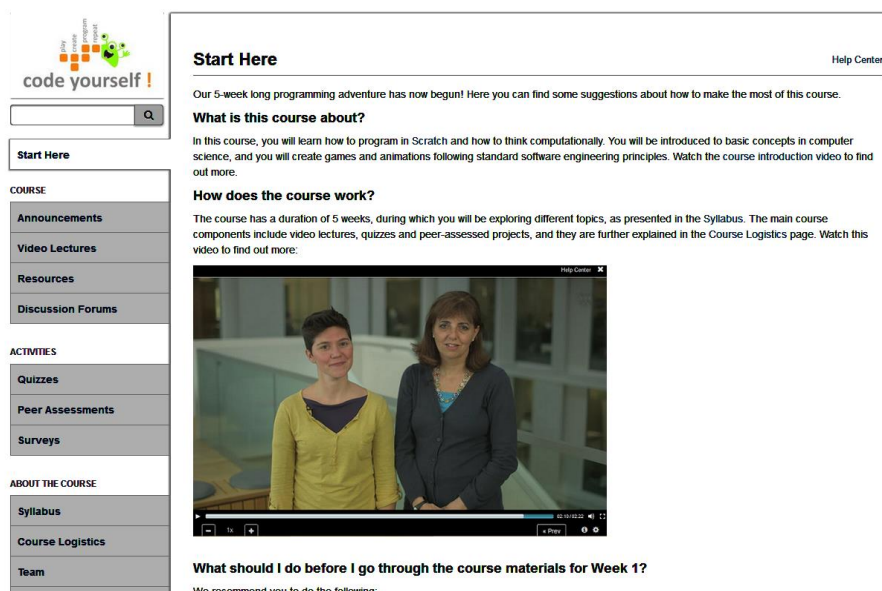 play
create
program
repeat
code yourself !
Start Here
COURSE
Announcements
Video Lectures
Resources
Discussion Forums
ACTIVITIES
Quizzes
Peer Assessments
Surveys
ABOUT THE COURSE
Syllabus
Course Logistics
Team
Start Here
Help Center
Our 5-week long programming adventure has now begun! Here you can find some suggestions about how to make the most of this course.
What is this course about?
In this course, you will learn how to program in Scratch and how to think computationally. You will be introduced to basic concepts in computer
science, and you will create games and animations following standard software engineering principles. Watch the course introduction video to find
out more.
How does the course work?
The course has a duration of 5 weeks, during which you will be exploring different topics, as presented in the Syllabus. The main course
components include video lectures, quizzes and peer-assessed projects, and they are further explained in the Course Logistics page. Watch this
video to find out more:
Help Center
02:10/02:22
1x
« Prev
What should I do before I go through the course materials for Week 1?
We recommend you to do the following: